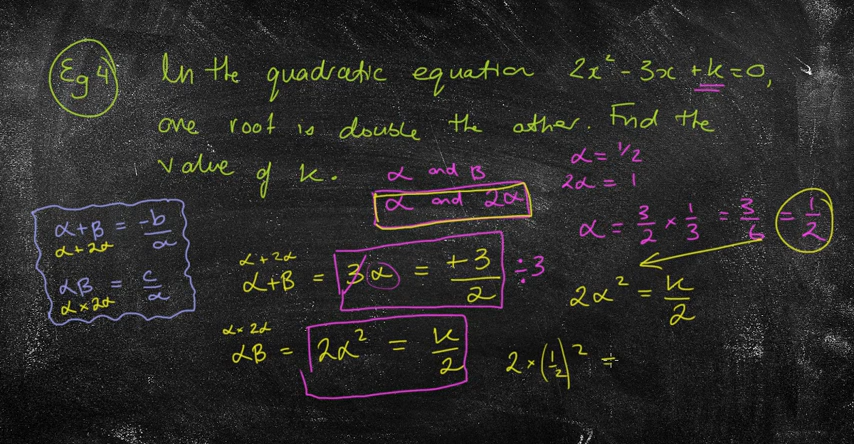 Eg 4 In the quadratic equation 2x² - 3x + k = 0,
one root is double the other. Find the
value of k.
α and B
α and 2α
α = 1/2
2α = 1
α = 3/2 × 1/3 = 3/6 = 1/2
α+B = -b/a
α+2α
αB = c/a
α×2α
α+2α
α+B = 3α = +3/2 ÷3
α×2α
αB = 2α² = k/2
2α² = k/2
2×(1/2)² =